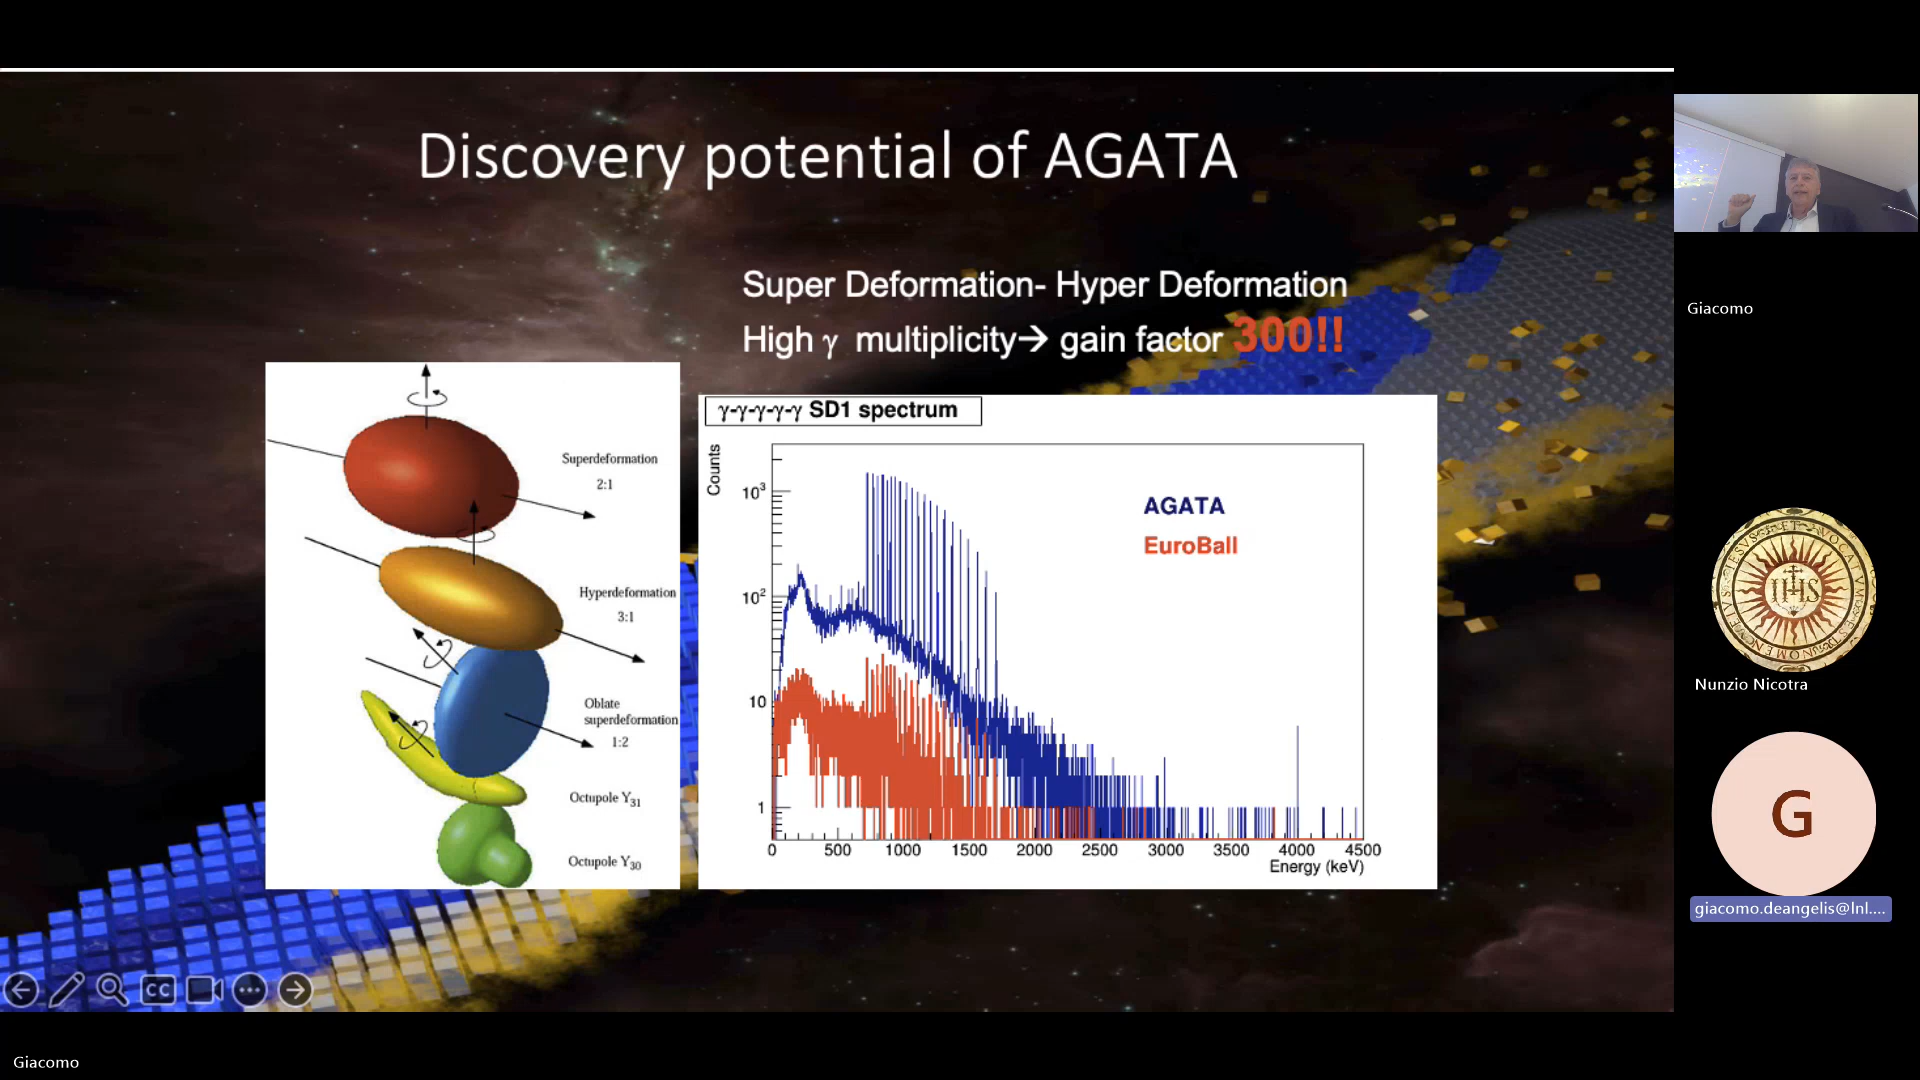 Discovery potential of AGATA
Super Deformation- Hyper Deformation
High γ multiplicity→ gain factor 300!!
Superdeformation
2:1
Hyperdeformation
3:1
Oblate
superdeformation
1:2
Octupole Y31
Octupole Y30
γ-γ-γ-γ-γ SD1 spectrum
Counts
10³
10²
10
1
AGATA
EuroBall
0 500 1000 1500 2000 2500 3000 3500 4000 4500
Energy (keV)
CC
Giacomo
Giacomo
IHS
Nunzio Nicotra
G
giacomo.deangelis@lnl....